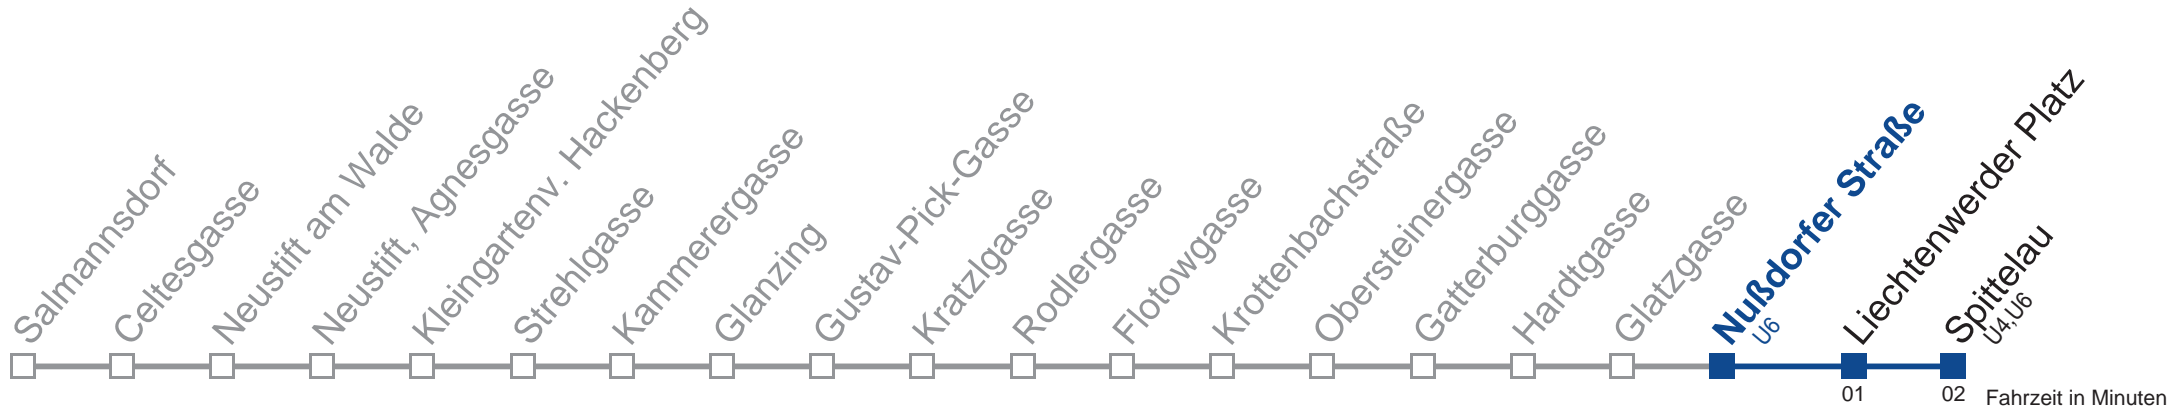 Salmannsdorf
Celtesgasse
Neustift am Walde
Neustift, Agnesgasse
Kleingartenv. Hackenberg
Strehlgasse
Kammerergasse
Glanzing
Gustav-Pick-Gasse
Kratzlgasse
Rodlergasse
Flotowgasse
Krottenbachstraße
Obersteinergasse
Gatterburggasse
Hardtgasse
Glatzgasse
Nußdorfer Straße
U6
Liechtenwerder Platz
Spittelau
U4,U6
01
02
Fahrzeit in Minuten